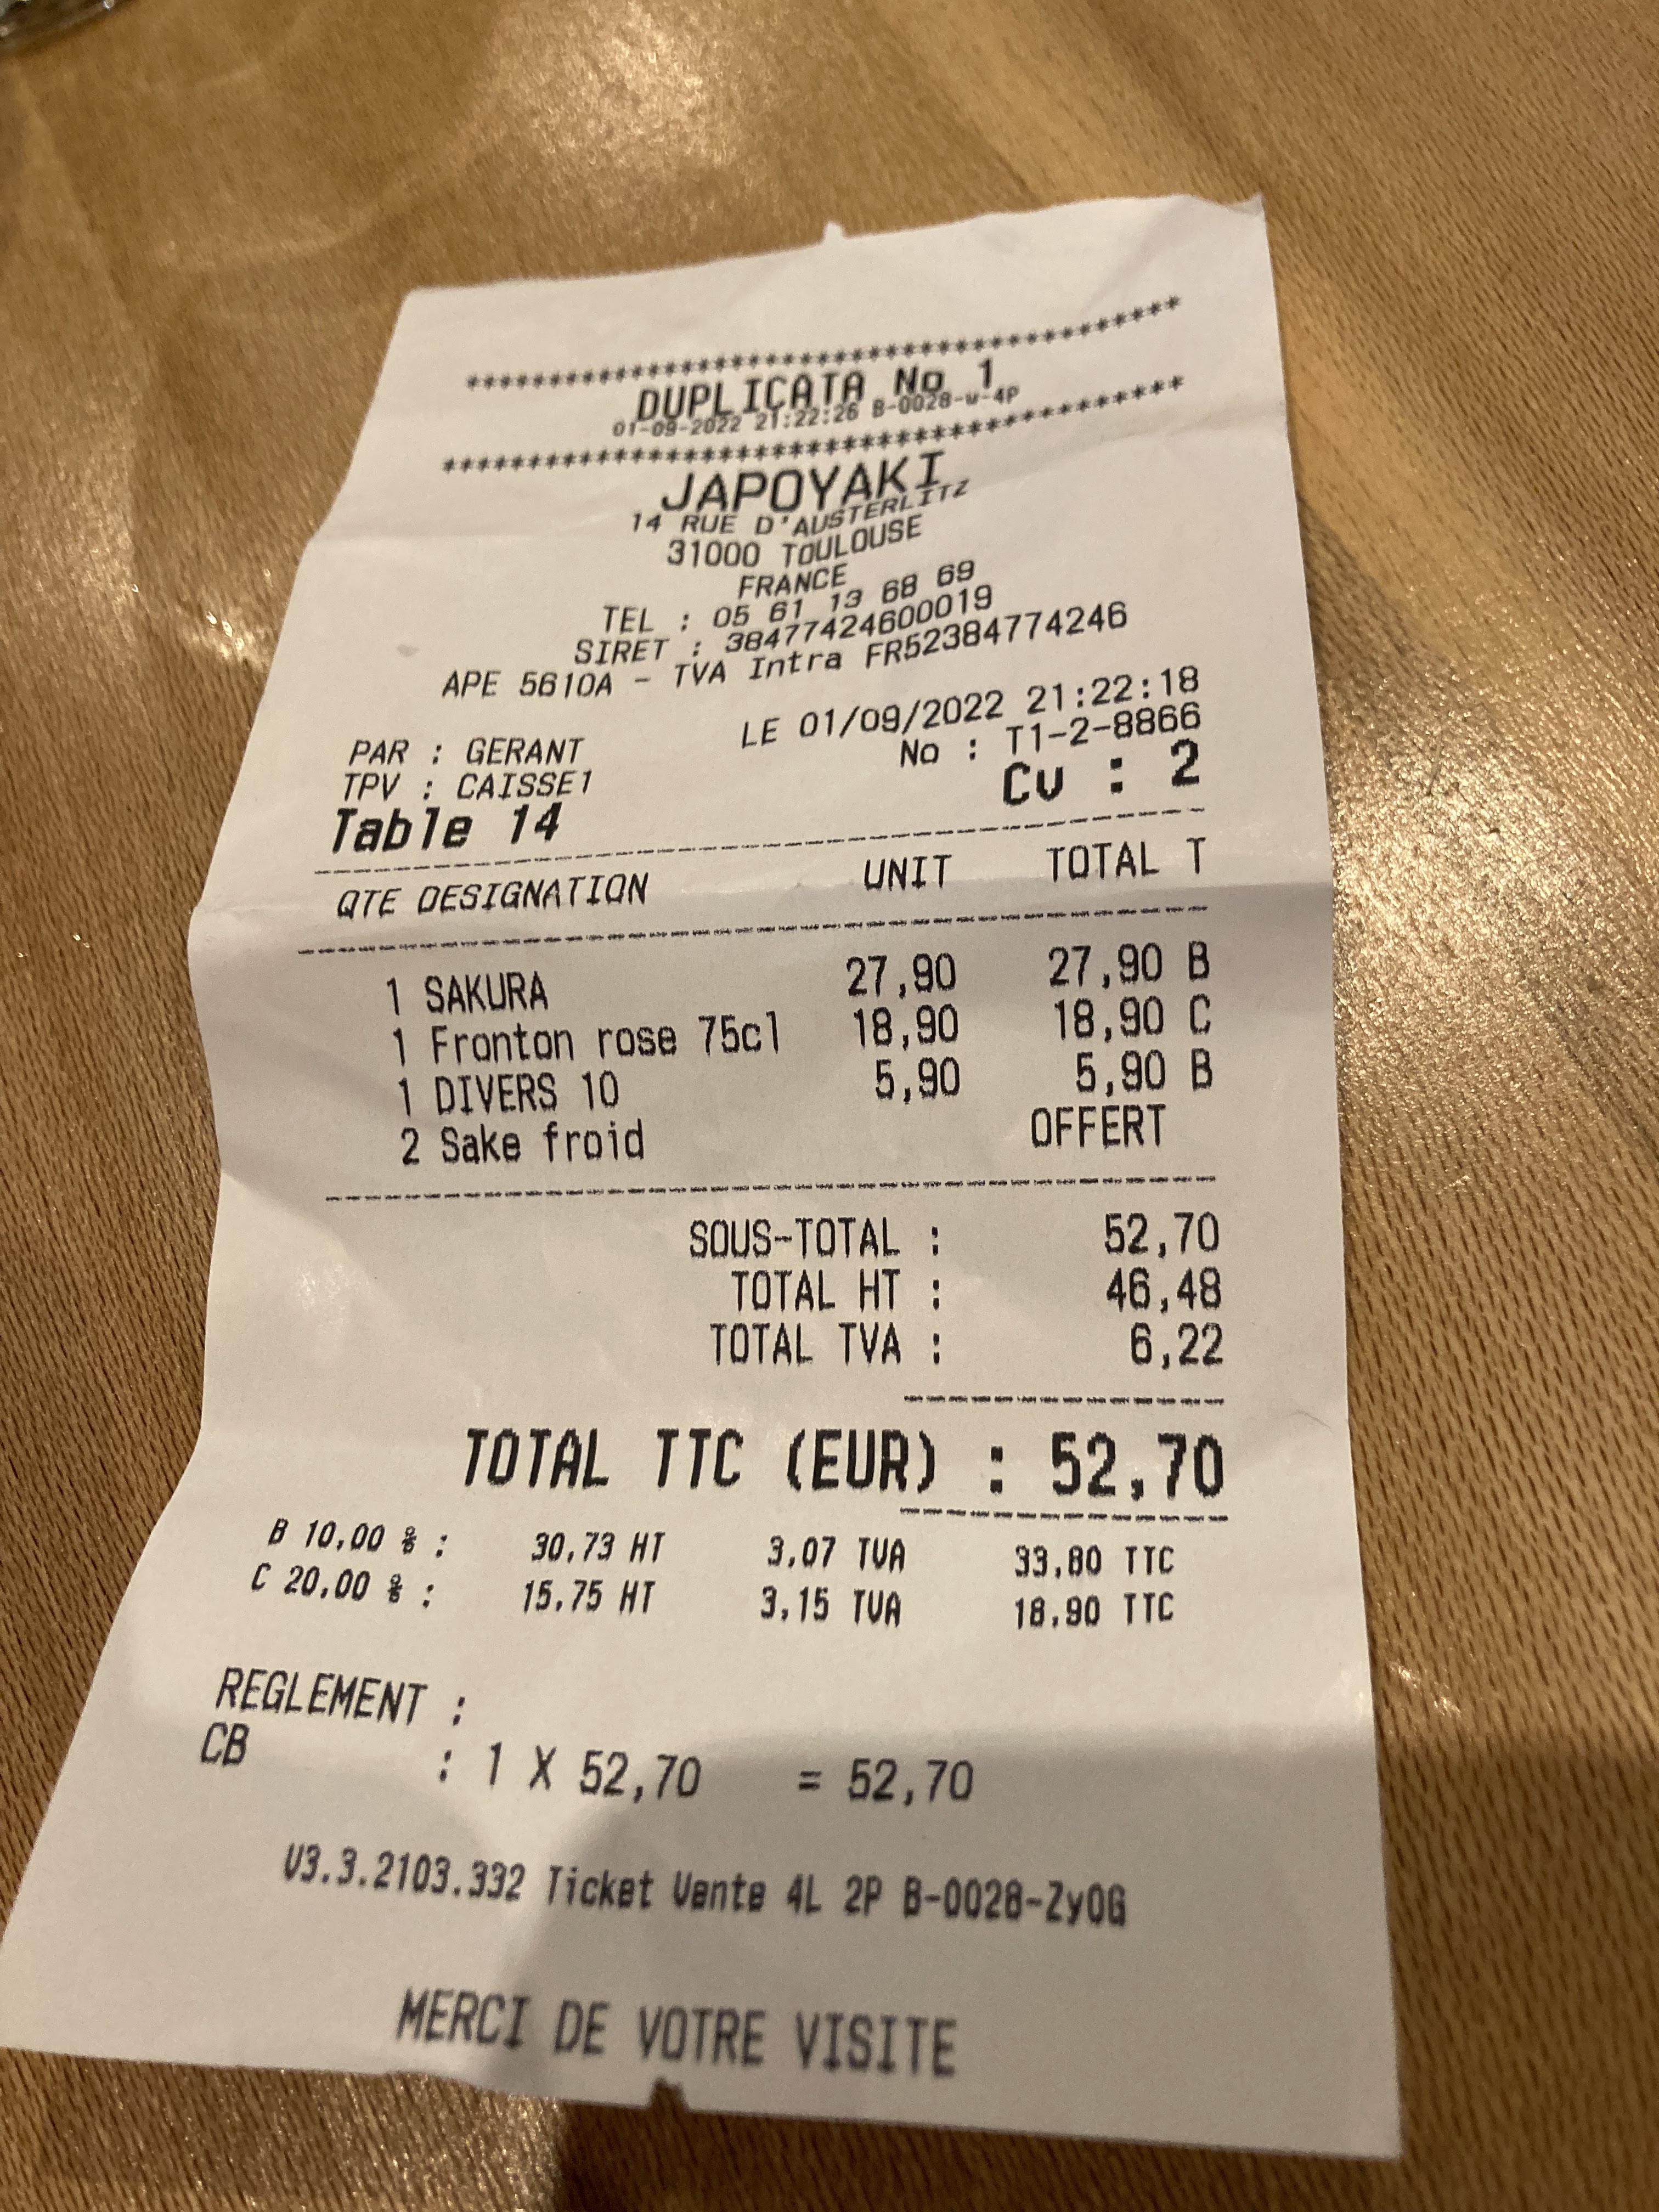 ****************************************
DUPLICATA No 1
01-09-2022 21:22:26 B-0028-w-4P
****************************************
JAPOYAKI
14 RUE D'AUSTERLITZ
31000 TOULOUSE
FRANCE
TEL : 05 61 13 68 69
SIRET : 38477424600019
APE 5610A - TVA Intra FR52384774246
LE 01/09/2022 21:22:18
PAR : GERANT No : T1-2-8866
TPV : CAISSE1
Table 14 Cv : 2
QTE DESIGNATION UNIT TOTAL T
1 SAKURA 27,90 27,90 B
1 Fronton rose 75cl 18,90 18,90 C
1 DIVERS 10 5,90 5,90 B
2 Sake froid OFFERT
SOUS-TOTAL : 52,70
TOTAL HT : 46,48
TOTAL TVA : 6,22
TOTAL TTC (EUR) : 52,70
B 10,00 % : 30,73 HT 3,07 TVA 33,80 TTC
C 20,00 % : 15,75 HT 3,15 TVA 18,90 TTC
REGLEMENT :
CB : 1 X 52,70 = 52,70
V3.3.2103.332 Ticket Vente 4L 2P B-0028-ZyOG
MERCI DE VOTRE VISITE